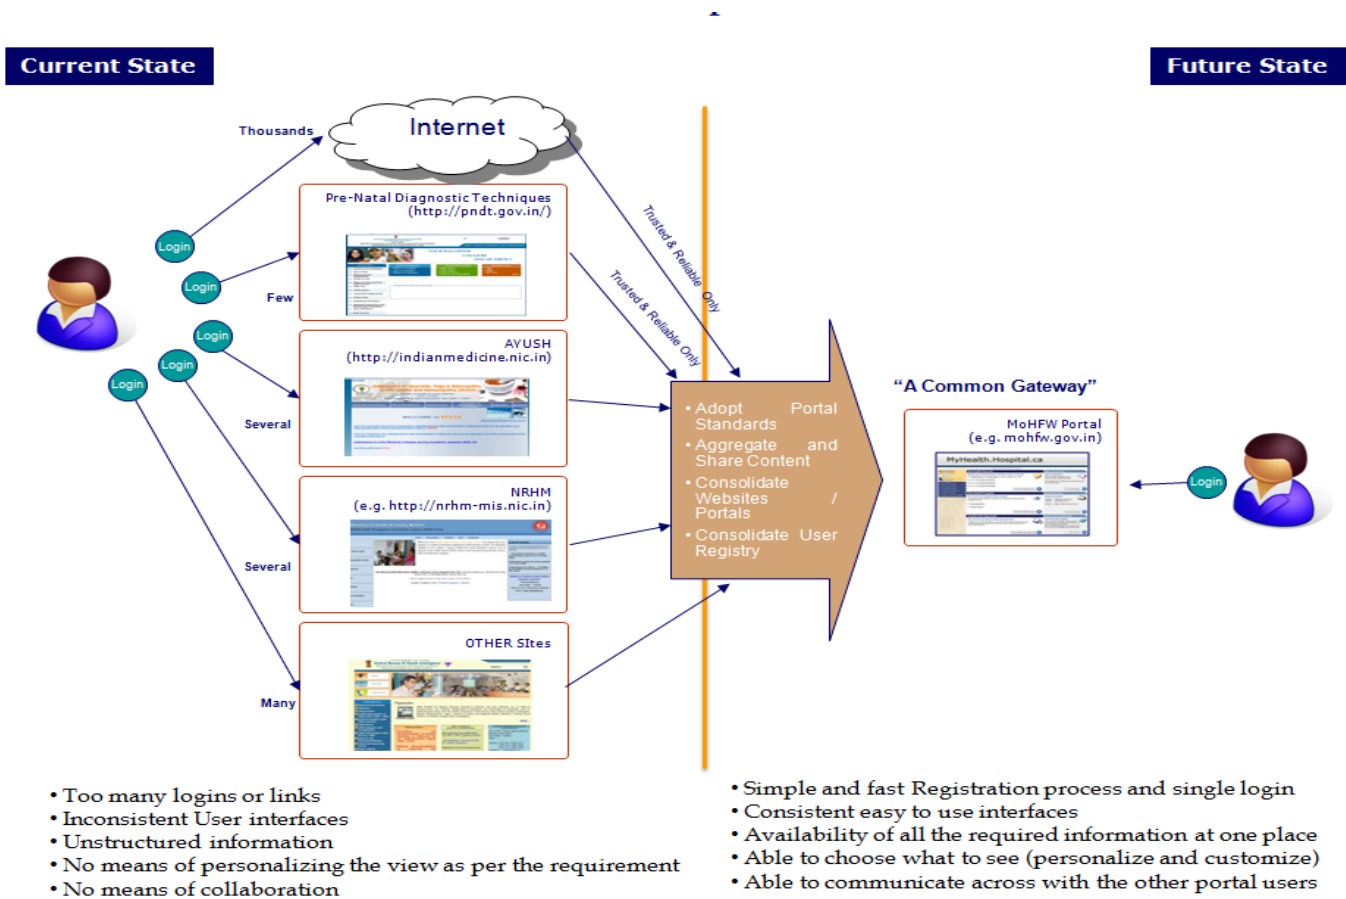 Current State
Future State
Thousands
Internet
Pre-Natal Diagnostic Techniques
(http://pndt.gov.in/)
Login
Login
Few
Login
Login
Login
AYUSH
(http://indianmedicine.nic.in)
WELCOME to AYUSH
Several
NRHM
(e.g. http://nrhm-mis.nic.in)
Several
OTHER SItes
Many
Trusted & Reliable Only
Trusted & Reliable Only
• Adopt Portal
Standards
• Aggregate and
Share Content
• Consolidate
Websites /
Portals
• Consolidate User
Registry
“A Common Gateway”
MoHFW Portal
(e.g. mohfw.gov.in)
MyHealth.Hospital.ca
Login
• Too many logins or links
• Inconsistent User interfaces
• Unstructured information
• No means of personalizing the view as per the requirement
• No means of collaboration
• Simple and fast Registration process and single login
• Consistent easy to use interfaces
• Availability of all the required information at one place
• Able to choose what to see (personalize and customize)
• Able to communicate across with the other portal users